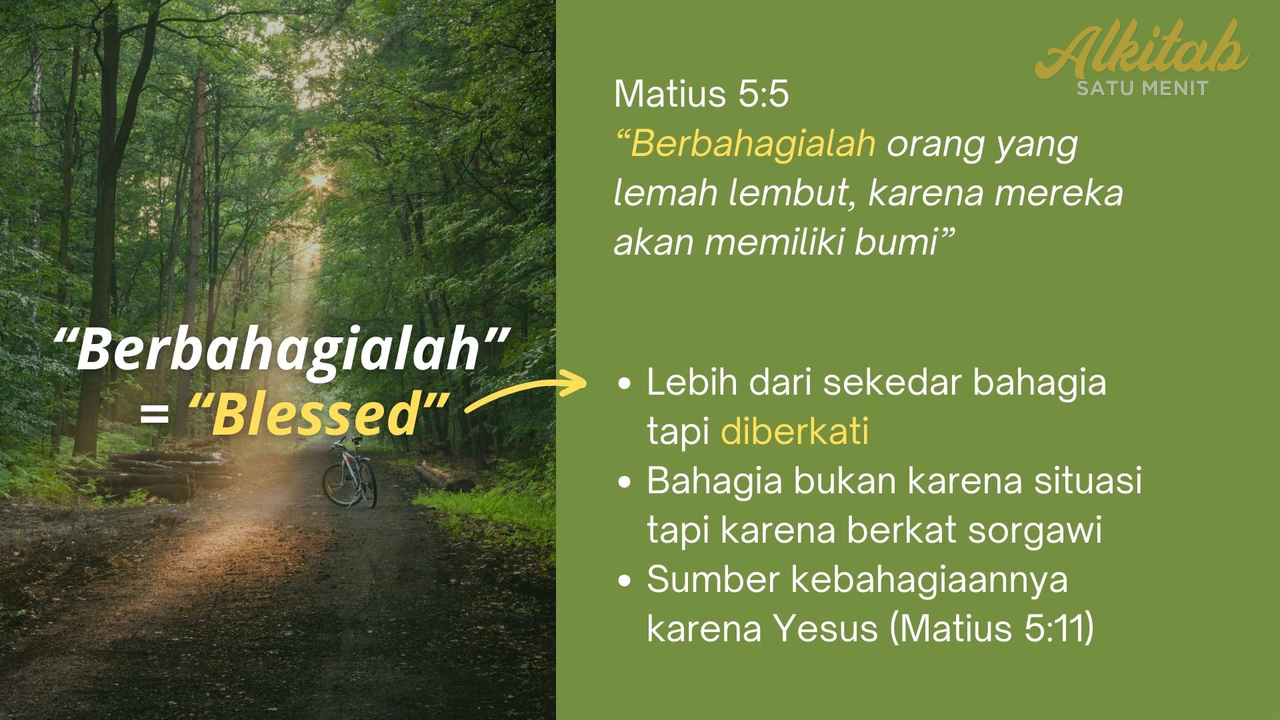 Alkitab
SATU MENIT
Matius 5:5
“Berbahagialah orang yang
lemah lembut, karena mereka
akan memiliki bumi”
“Berbahagialah”
= “Blessed”
• Lebih dari sekedar bahagia
tapi diberkati
• Bahagia bukan karena situasi
tapi karena berkat sorgawi
• Sumber kebahagiaannya
karena Yesus (Matius 5:11)